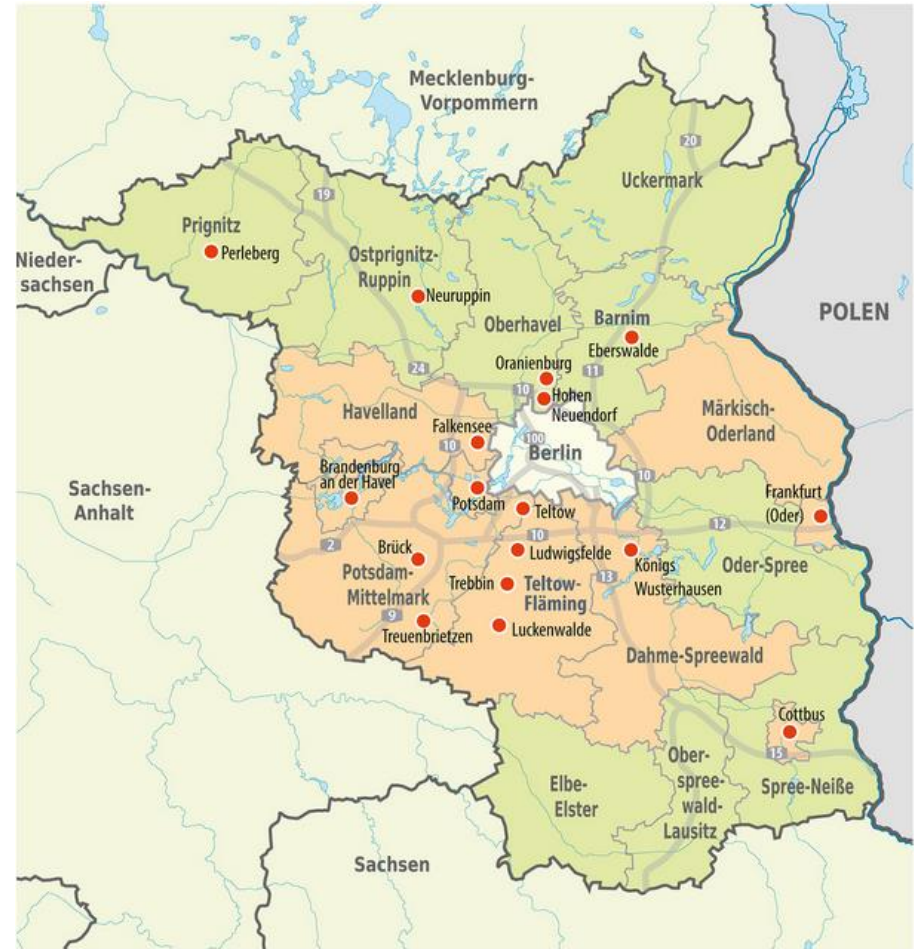 Mecklenburg-
Vorpommern
20
Uckermark
19
Prignitz
Perleberg
Nieder-
sachsen
Ostprignitz-
Ruppin
Neuruppin
POLEN
Oberhavel
Barnim
Eberswalde
Oranienburg
11
24
10
Hohen
Neuendorf
Havelland
Märkisch-
Oderland
Falkensee
10
100
Berlin
Brandenburg
an der Havel
10
Sachsen-
Anhalt
Potsdam
Teltow
Frankfurt
(Oder)
12
2
10
Brück
Ludwigsfelde
Königs
Wusterhausen
Oder-Spree
Potsdam-
Mittelmark
Trebbin
Teltow-
Fläming
13
9
Treuenbrietzen
Luckenwalde
Dahme-Spreewald
Cottbus
15
Elbe-
Elster
Ober-
spree-
wald-
Lausitz
Spree-Neiße
Sachsen